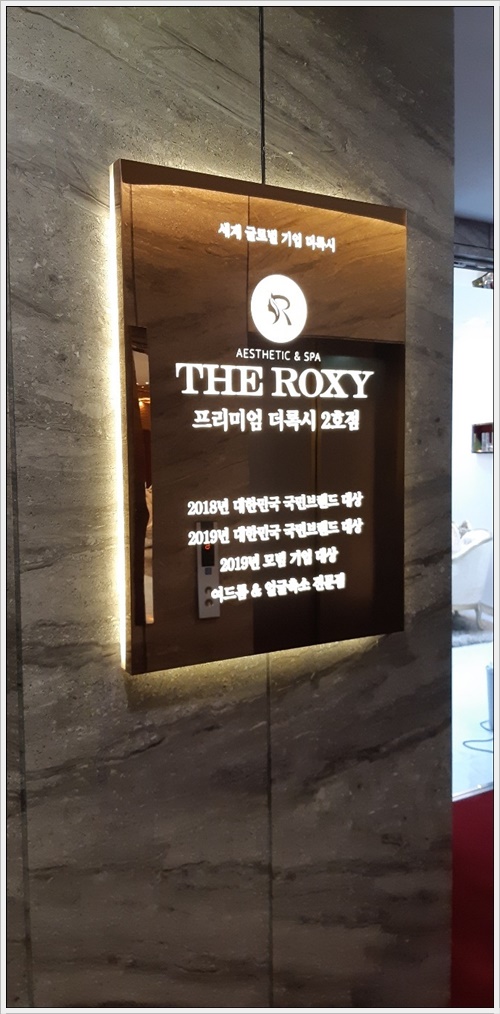 세계 글로벌 기업 더록시
R
AESTHETIC & SPA
THE ROXY
프리미엄 더록시 2호점
2018년 대한민국 국민브랜드 대상
2019년 대한민국 국민브랜드 대상
2019년 모범 기업 대상
여드름 & 얼굴축소 전문점